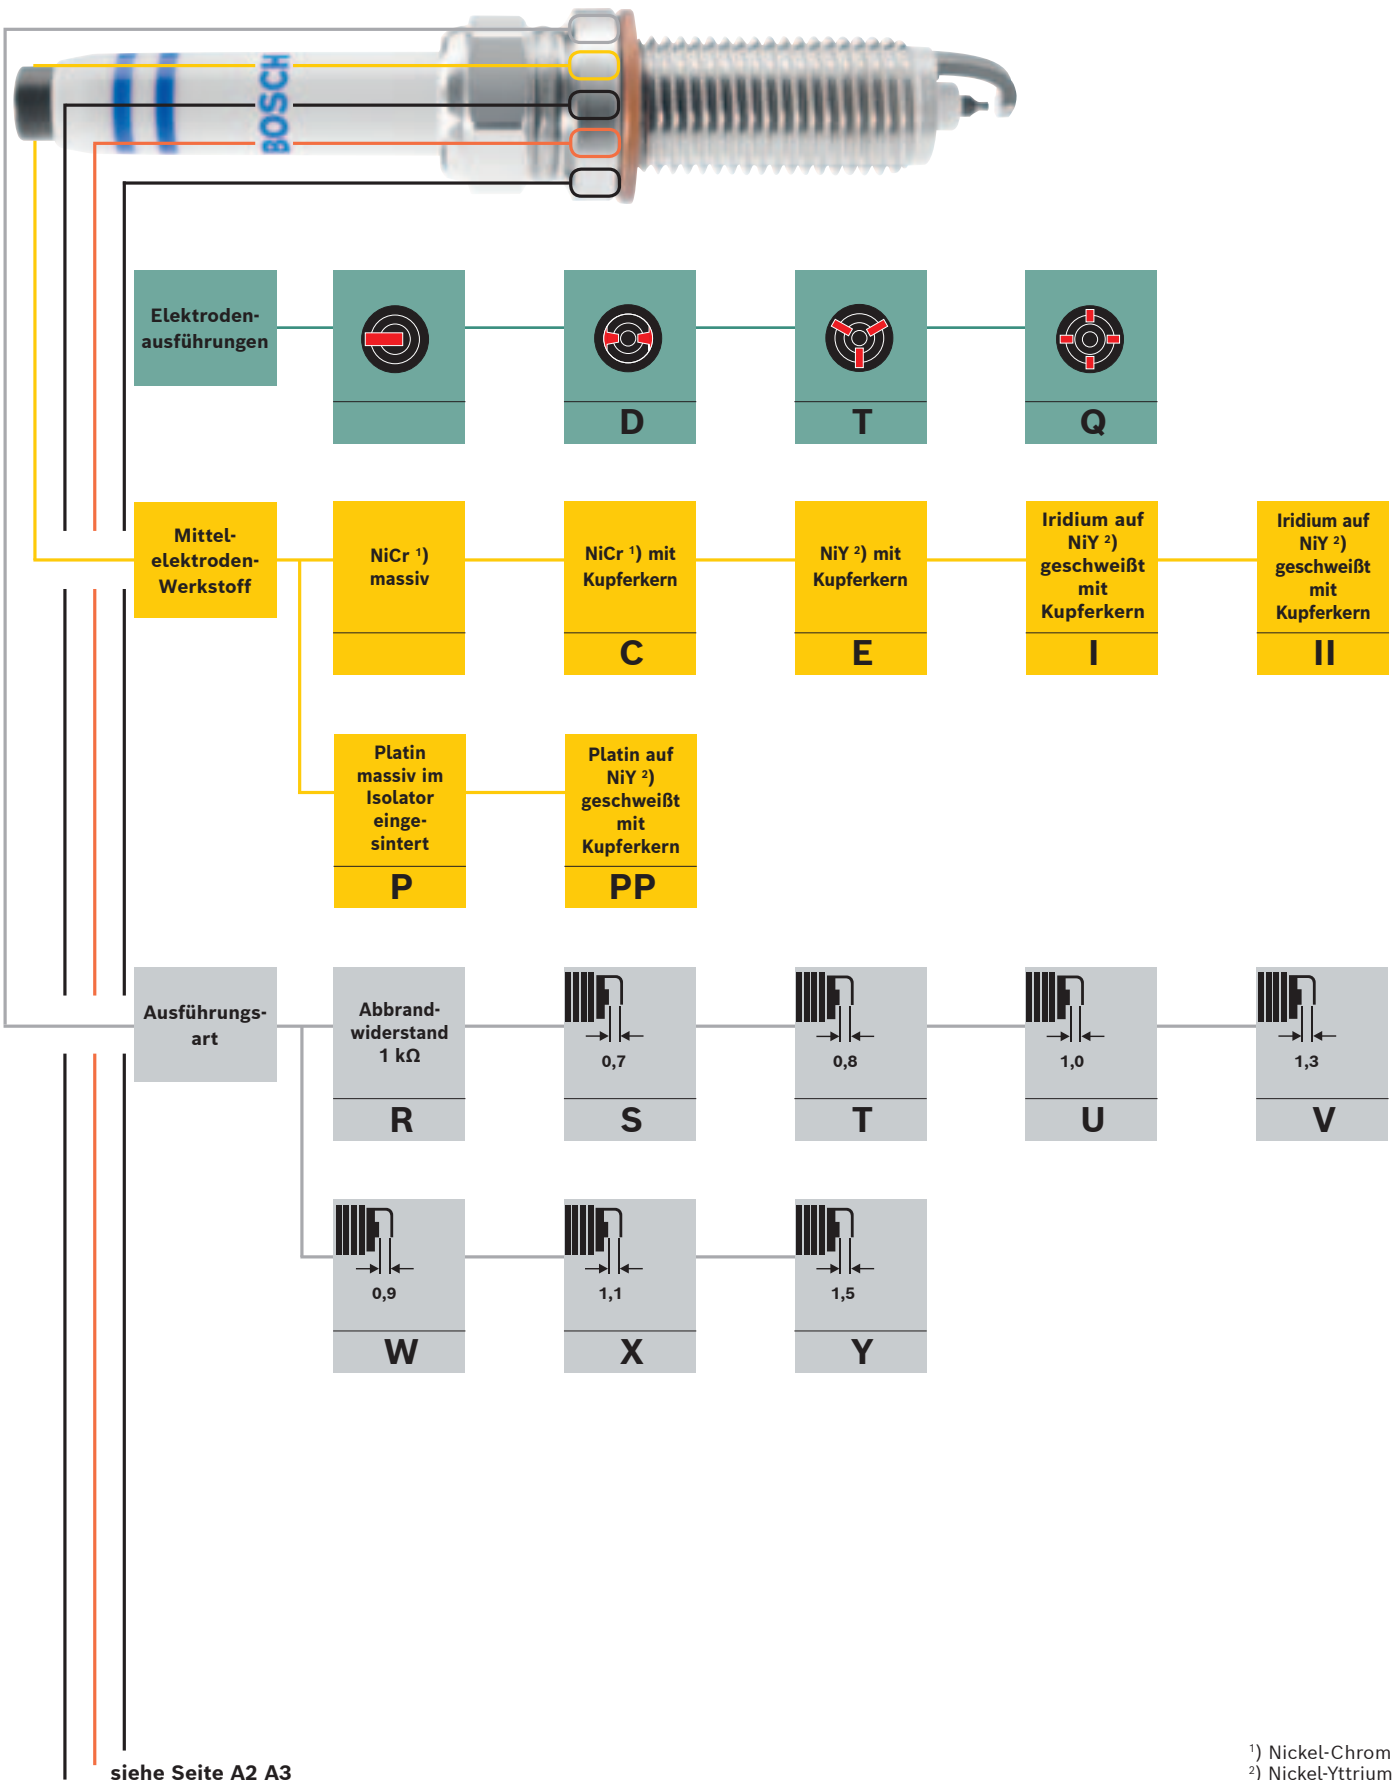 BOSCH
Elektroden-
ausführungen
D
T
Q
Mittel-
elektroden-
Werkstoff
NiCr ¹)
massiv
NiCr ¹) mit
Kupferkern
C
NiY ²) mit
Kupferkern
E
Iridium auf
NiY ²)
geschweißt
mit
Kupferkern
I
Iridium auf
NiY ²)
geschweißt
mit
Kupferkern
II
Platin
massiv im
Isolator
einge-
sintert
P
Platin auf
NiY ²)
geschweißt
mit
Kupferkern
PP
Ausführungs-
art
Abbrand-
widerstand
1 kΩ
R
0,7
S
0,8
T
1,0
U
1,3
V
0,9
W
1,1
X
1,5
Y
siehe Seite A2 A3
¹) Nickel-Chrom
²) Nickel-Yttrium